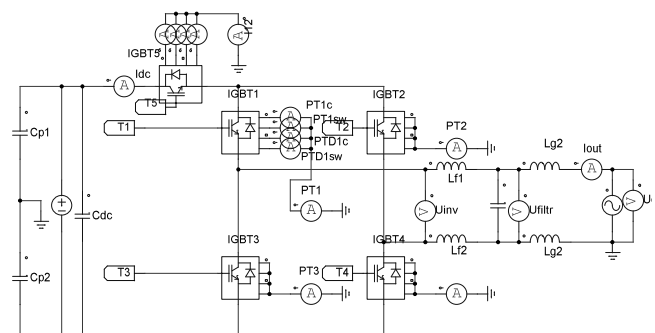 IGBT5
Idc
T5
IGBT1
PT1c
PT1sw
PTD1c
PTD1sw
T1
T2
IGBT2
PT2
Cp1
Lf1
Lg2
Iout
PT1
Cdc
Uinv
Ufiltr
IGBT3
IGBT4
Lf2
Lg2
Cp2
T3
PT3
T4